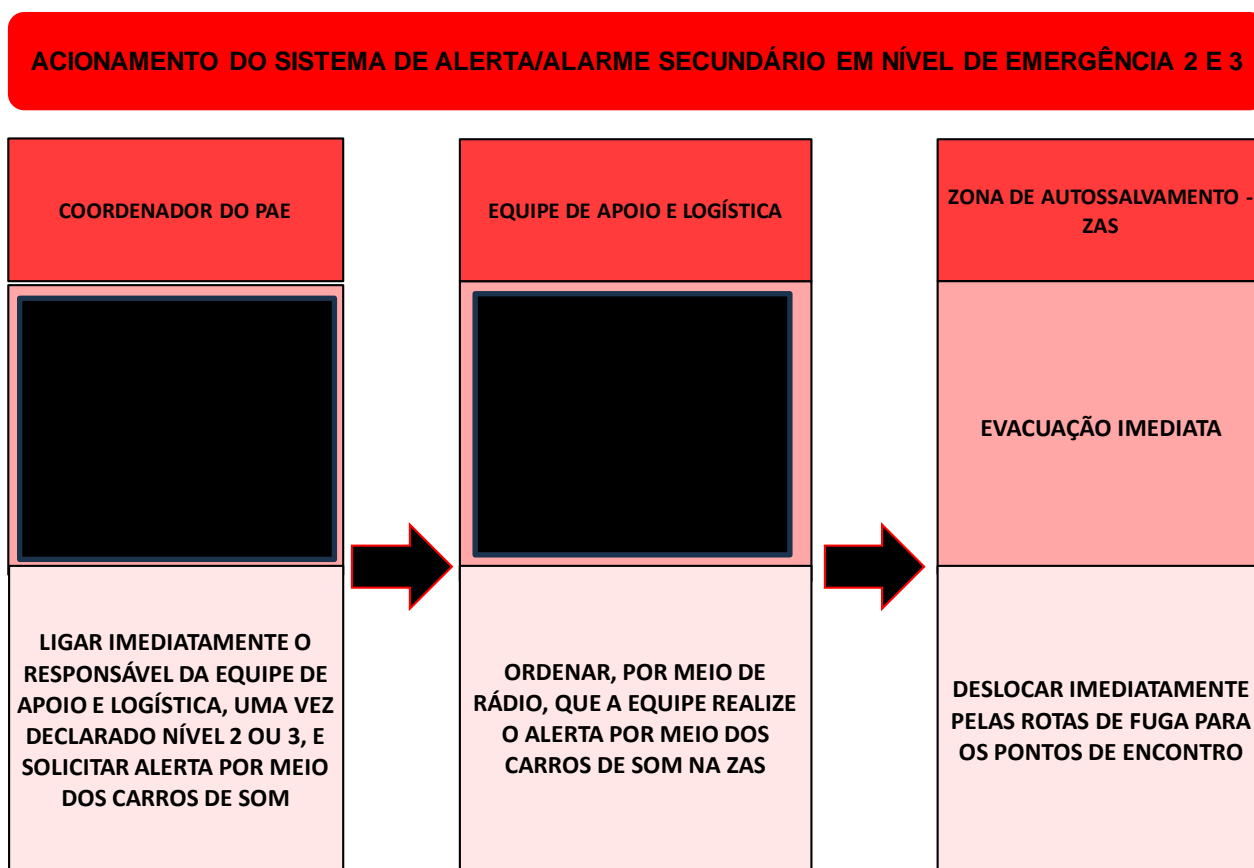 ACIONAMENTO DO SISTEMA DE ALERTA/ALARME SECUNDÁRIO EM NÍVEL DE EMERGÊNCIA 2 E 3
COORDENADOR DO PAE
LIGAR IMEDIATAMENTE O
RESPONSÁVEL DA EQUIPE DE
APOIO E LOGÍSTICA, UMA VEZ
DECLARADO NÍVEL 2 OU 3, E
SOLICITAR ALERTA POR MEIO
DOS CARROS DE SOM
EQUIPE DE APOIO E LOGÍSTICA
ORDENAR, POR MEIO DE
RÁDIO, QUE A EQUIPE REALIZE
O ALERTA POR MEIO DOS
CARROS DE SOM NA ZAS
ZONA DE AUTOSSALVAMENTO -
ZAS
EVACUAÇÃO IMEDIATA
DESLOCAR IMEDIATAMENTE
PELAS ROTAS DE FUGA PARA
OS PONTOS DE ENCONTRO